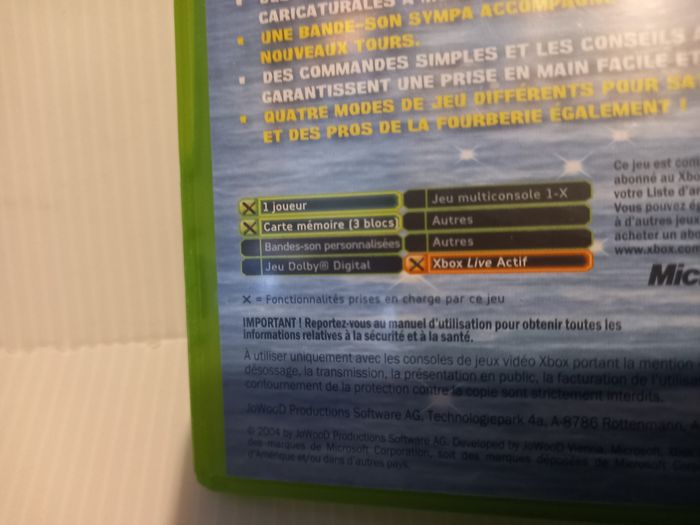 CARICATURALES À
UNE BANDE-SON SYMPA ACCOMPAGNE
NOUVEAUX TOURS.
DES COMMANDES SIMPLES ET LES CONSEILS
GARANTISSENT UNE PRISE EN MAIN FACILE ET
QUATRE MODES DE JEU DIFFÉRENTS POUR
ET DES PROS DE LA FOURBERIE ÉGALEMENT !
Ce jeu est com
abonné au Xbo
votre Liste d'a
Vous pouvez ég
à d'autres jeu
acheter un abo
www.xbox.com
X 1 joueur
Jeu multiconsole 1-X
X Carte mémoire (3 blocs)
Autres
Bandes-son personnalisées
Autres
Jeu Dolby® Digital
X Xbox Live Actif
Mic
X = Fonctionnalités prises en charge par ce jeu
IMPORTANT ! Reportez-vous au manuel d'utilisation pour obtenir toutes les
informations relatives à la sécurité et à la santé.
À utiliser uniquement avec les consoles de jeux vidéo Xbox portant la mention
désossage, la transmission, la présentation en public, la facturation de l'utilis
contournement de la protection contre la copie sont strictement interdits.
JoWooD Productions Software AG, Technologiepark 4a, A-8786 Rottenmann, A
© 2004 by JoWooD Productions Software AG. Developed by JoWooD Vienna. Microsoft, Xbox
des marques de Microsoft Corporation, soit des marques déposées de Microsoft
d'Amérique et/ou dans d'autres pays.